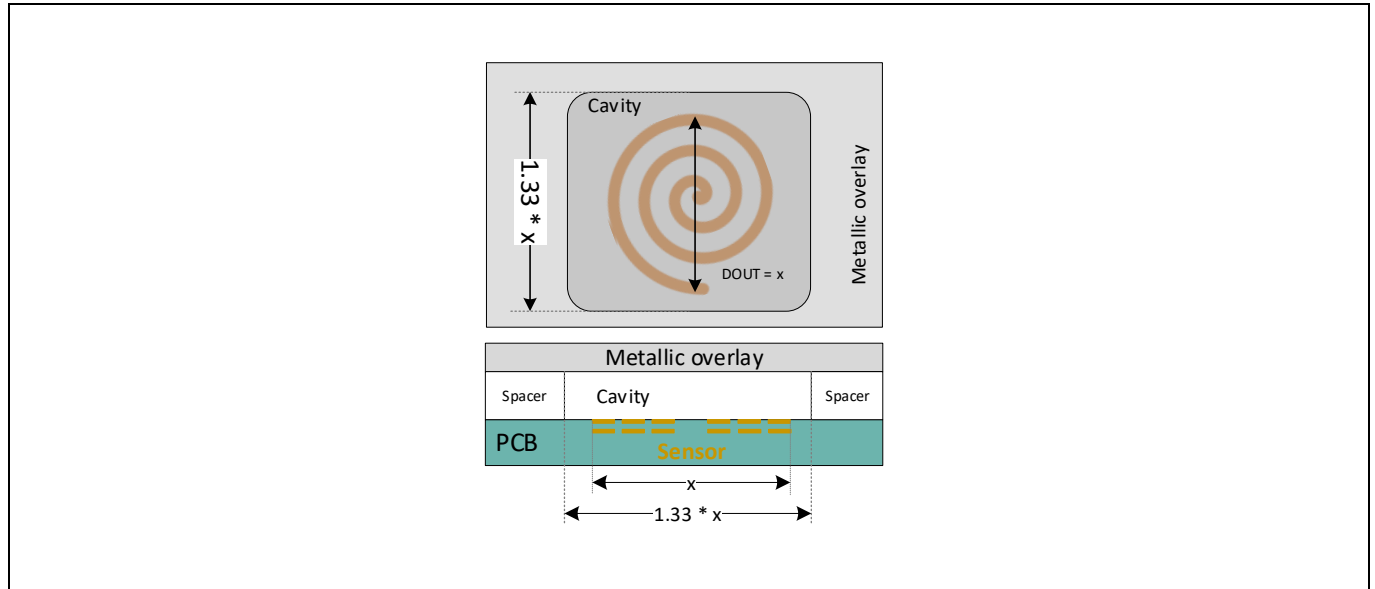 Cavity
1.33 * x
Metallic overlay
DOUT = x
Metallic overlay
Spacer
Cavity
Spacer
PCB
Sensor
x
1.33 * x